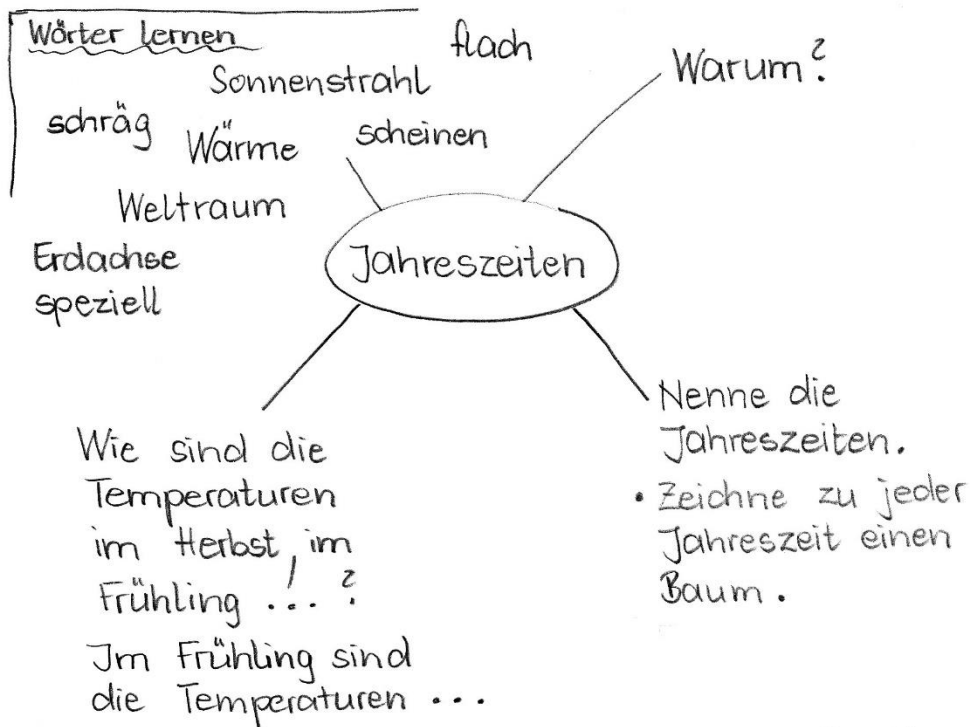 Wörter lernen
flach
Sonnenstrahl
schräg
Wärme
scheinen
Weltraum
Erdachse
speziell
Warum?
Jahreszeiten
Wie sind die
Temperaturen
im Herbst, im
Frühling ... ?
Im Frühling sind
die Temperaturen ...
Nenne die
Jahreszeiten.
• Zeichne zu jeder
Jahreszeit einen
Baum.